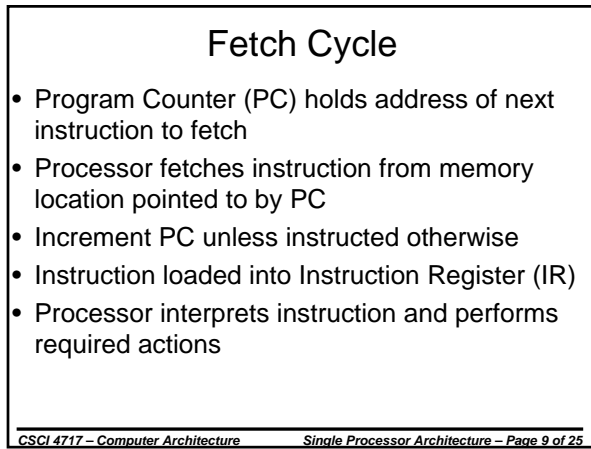 Fetch Cycle
• Program Counter (PC) holds address of next
instruction to fetch
• Processor fetches instruction from memory
location pointed to by PC
• Increment PC unless instructed otherwise
• Instruction loaded into Instruction Register (IR)
• Processor interprets instruction and performs
required actions
CSCI 4717 – Computer Architecture Single Processor Architecture – Page 9 of 25